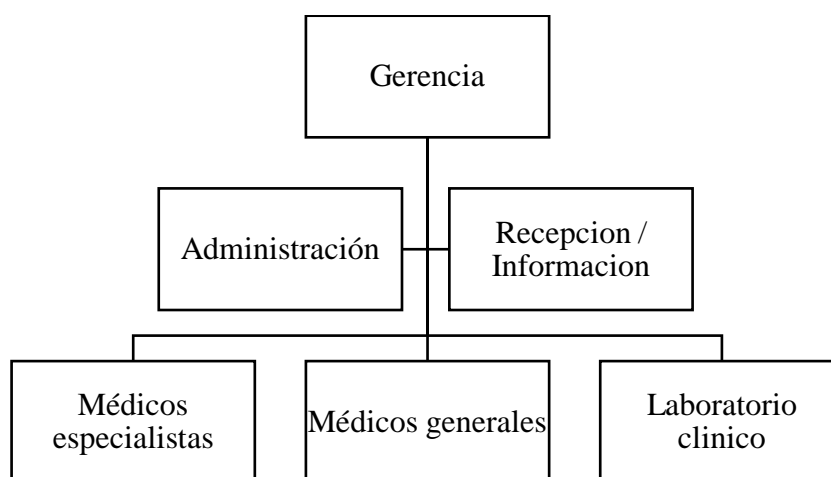 Gerencia
Administración
Recepcion /
Informacion
Médicos
especialistas
Médicos generales
Laboratorio
clinico